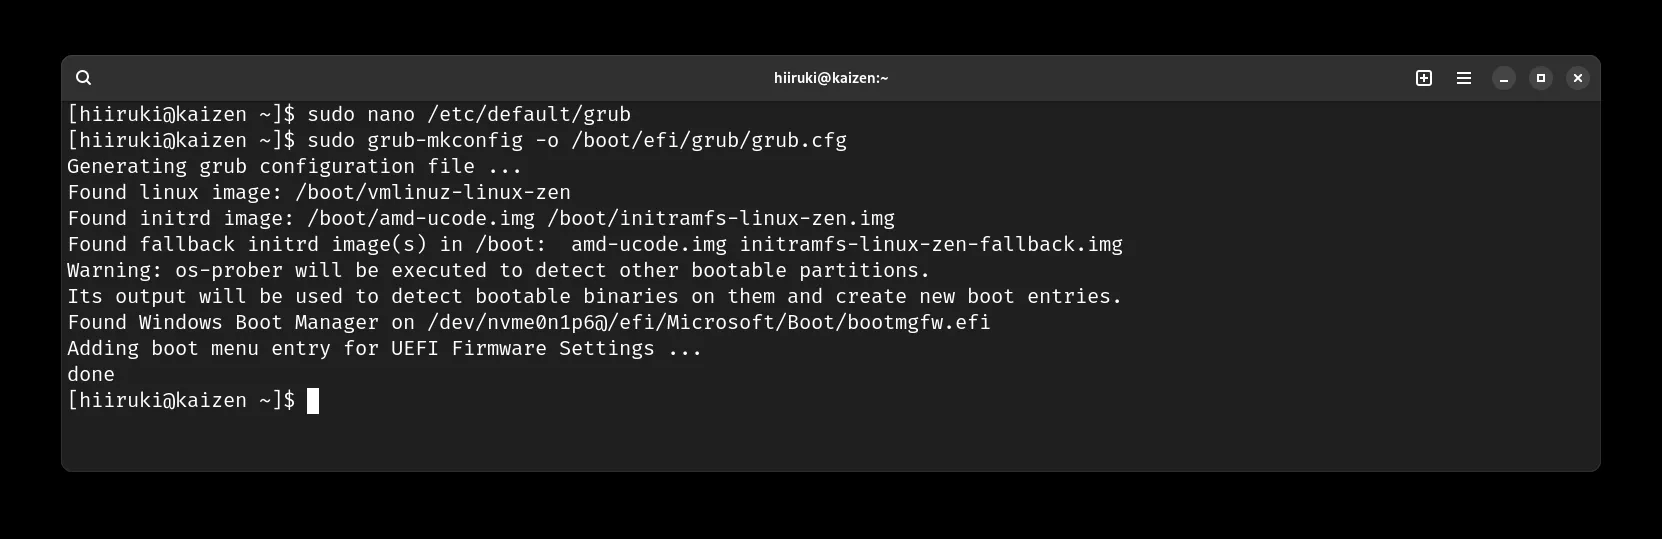 hiiruki@kaizen:~
[hiiruki@kaizen ~]$ sudo nano /etc/default/grub
[hiiruki@kaizen ~]$ sudo grub-mkconfig -o /boot/efi/grub/grub.cfg
Generating grub configuration file ...
Found linux image: /boot/vmlinuz-linux-zen
Found initrd image: /boot/amd-ucode.img /boot/initramfs-linux-zen.img
Found fallback initrd image(s) in /boot:  amd-ucode.img initramfs-linux-zen-fallback.img
Warning: os-prober will be executed to detect other bootable partitions.
Its output will be used to detect bootable binaries on them and create new boot entries.
Found Windows Boot Manager on /dev/nvme0n1p6@/efi/Microsoft/Boot/bootmgfw.efi
Adding boot menu entry for UEFI Firmware Settings ...
done
[hiiruki@kaizen ~]$